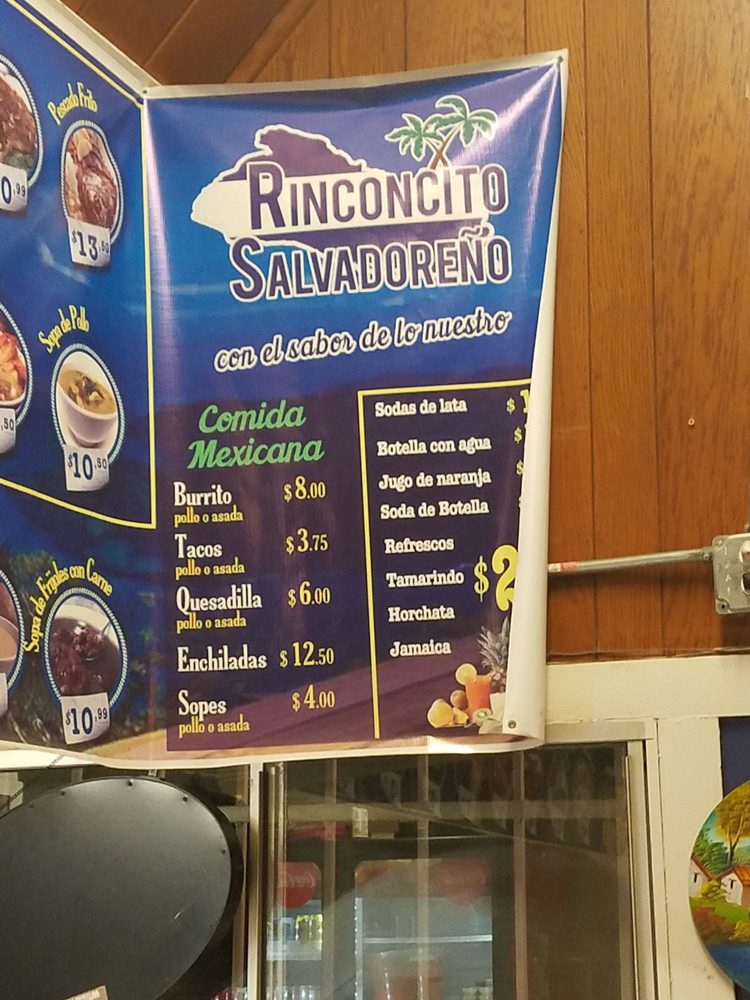 Pescado Frito
$13.50
Sopa de Pollo
$10.50
Sopa de Frijoles con Carne
$10.99
RINCONCITO
SALVADOREÑO
con el sabor de lo nuestro
Comida
Mexicana
Burrito $8.00
pollo o asada
Tacos $3.75
pollo o asada
Quesadilla $6.00
pollo o asada
Enchiladas $12.50
Sopes $4.00
pollo o asada
Sodas de lata $
Botella con agua $
Jugo de naranja $
Soda de Botella
Refrescos
Tamarindo $2
Horchata
Jamaica